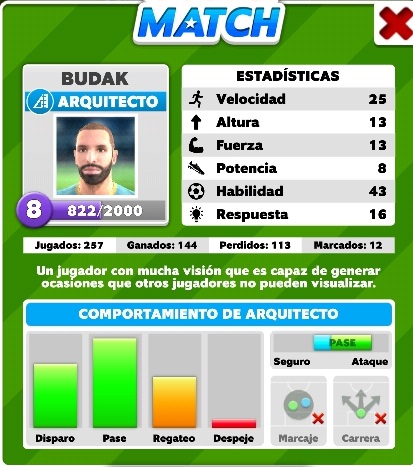 MATCH
BUDAK
ARQUITECTO
8
822/2000
ESTADÍSTICAS
Velocidad 25
Altura 13
Fuerza 13
Potencia 8
Habilidad 43
Respuesta 16
Jugados: 257 Ganados: 144 Perdidos: 113 Marcados: 12
Un jugador con mucha visión que es capaz de generar
ocasiones que otros jugadores no pueden visualizar.
COMPORTAMIENTO DE ARQUITECTO
Disparo Pase Regateo Despeje
PASE
Seguro Ataque
Marcaje Carrera